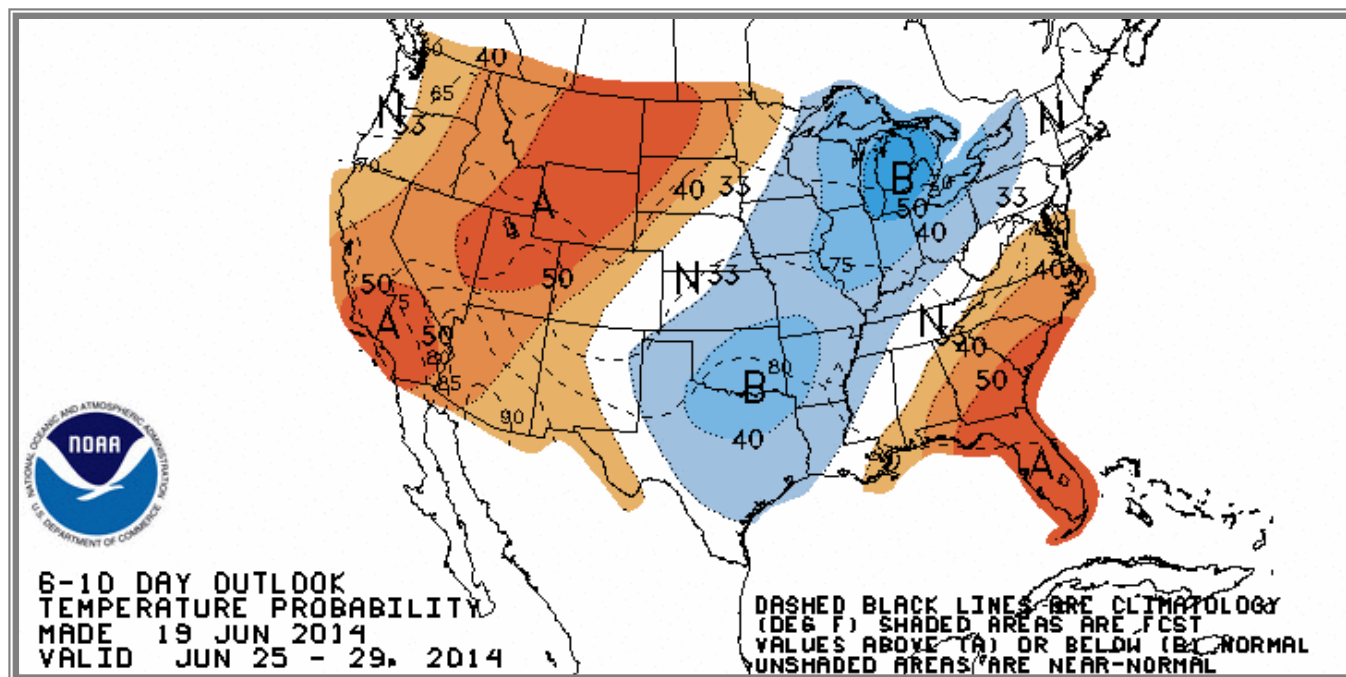 40
65
N
33
70
A
40
33
50
50
75
A
50
80
85
90
N
33
B
60
50
40
75
N
33
40
N
40
50
B
80
40
A
NOAA
NATIONAL OCEANIC AND ATMOSPHERIC ADMINISTRATION
U.S. DEPARTMENT OF COMMERCE
6-10 DAY OUTLOOK
TEMPERATURE PROBABILITY
MADE 19 JUN 2014
VALID JUN 25 - 29, 2014
DASHED BLACK LINES ARE CLIMATOLOGY
(DEG F) SHADED AREAS ARE FCST
VALUES ABOVE (A) OR BELOW (B) NORMAL
UNSHADED AREAS ARE NEAR-NORMAL